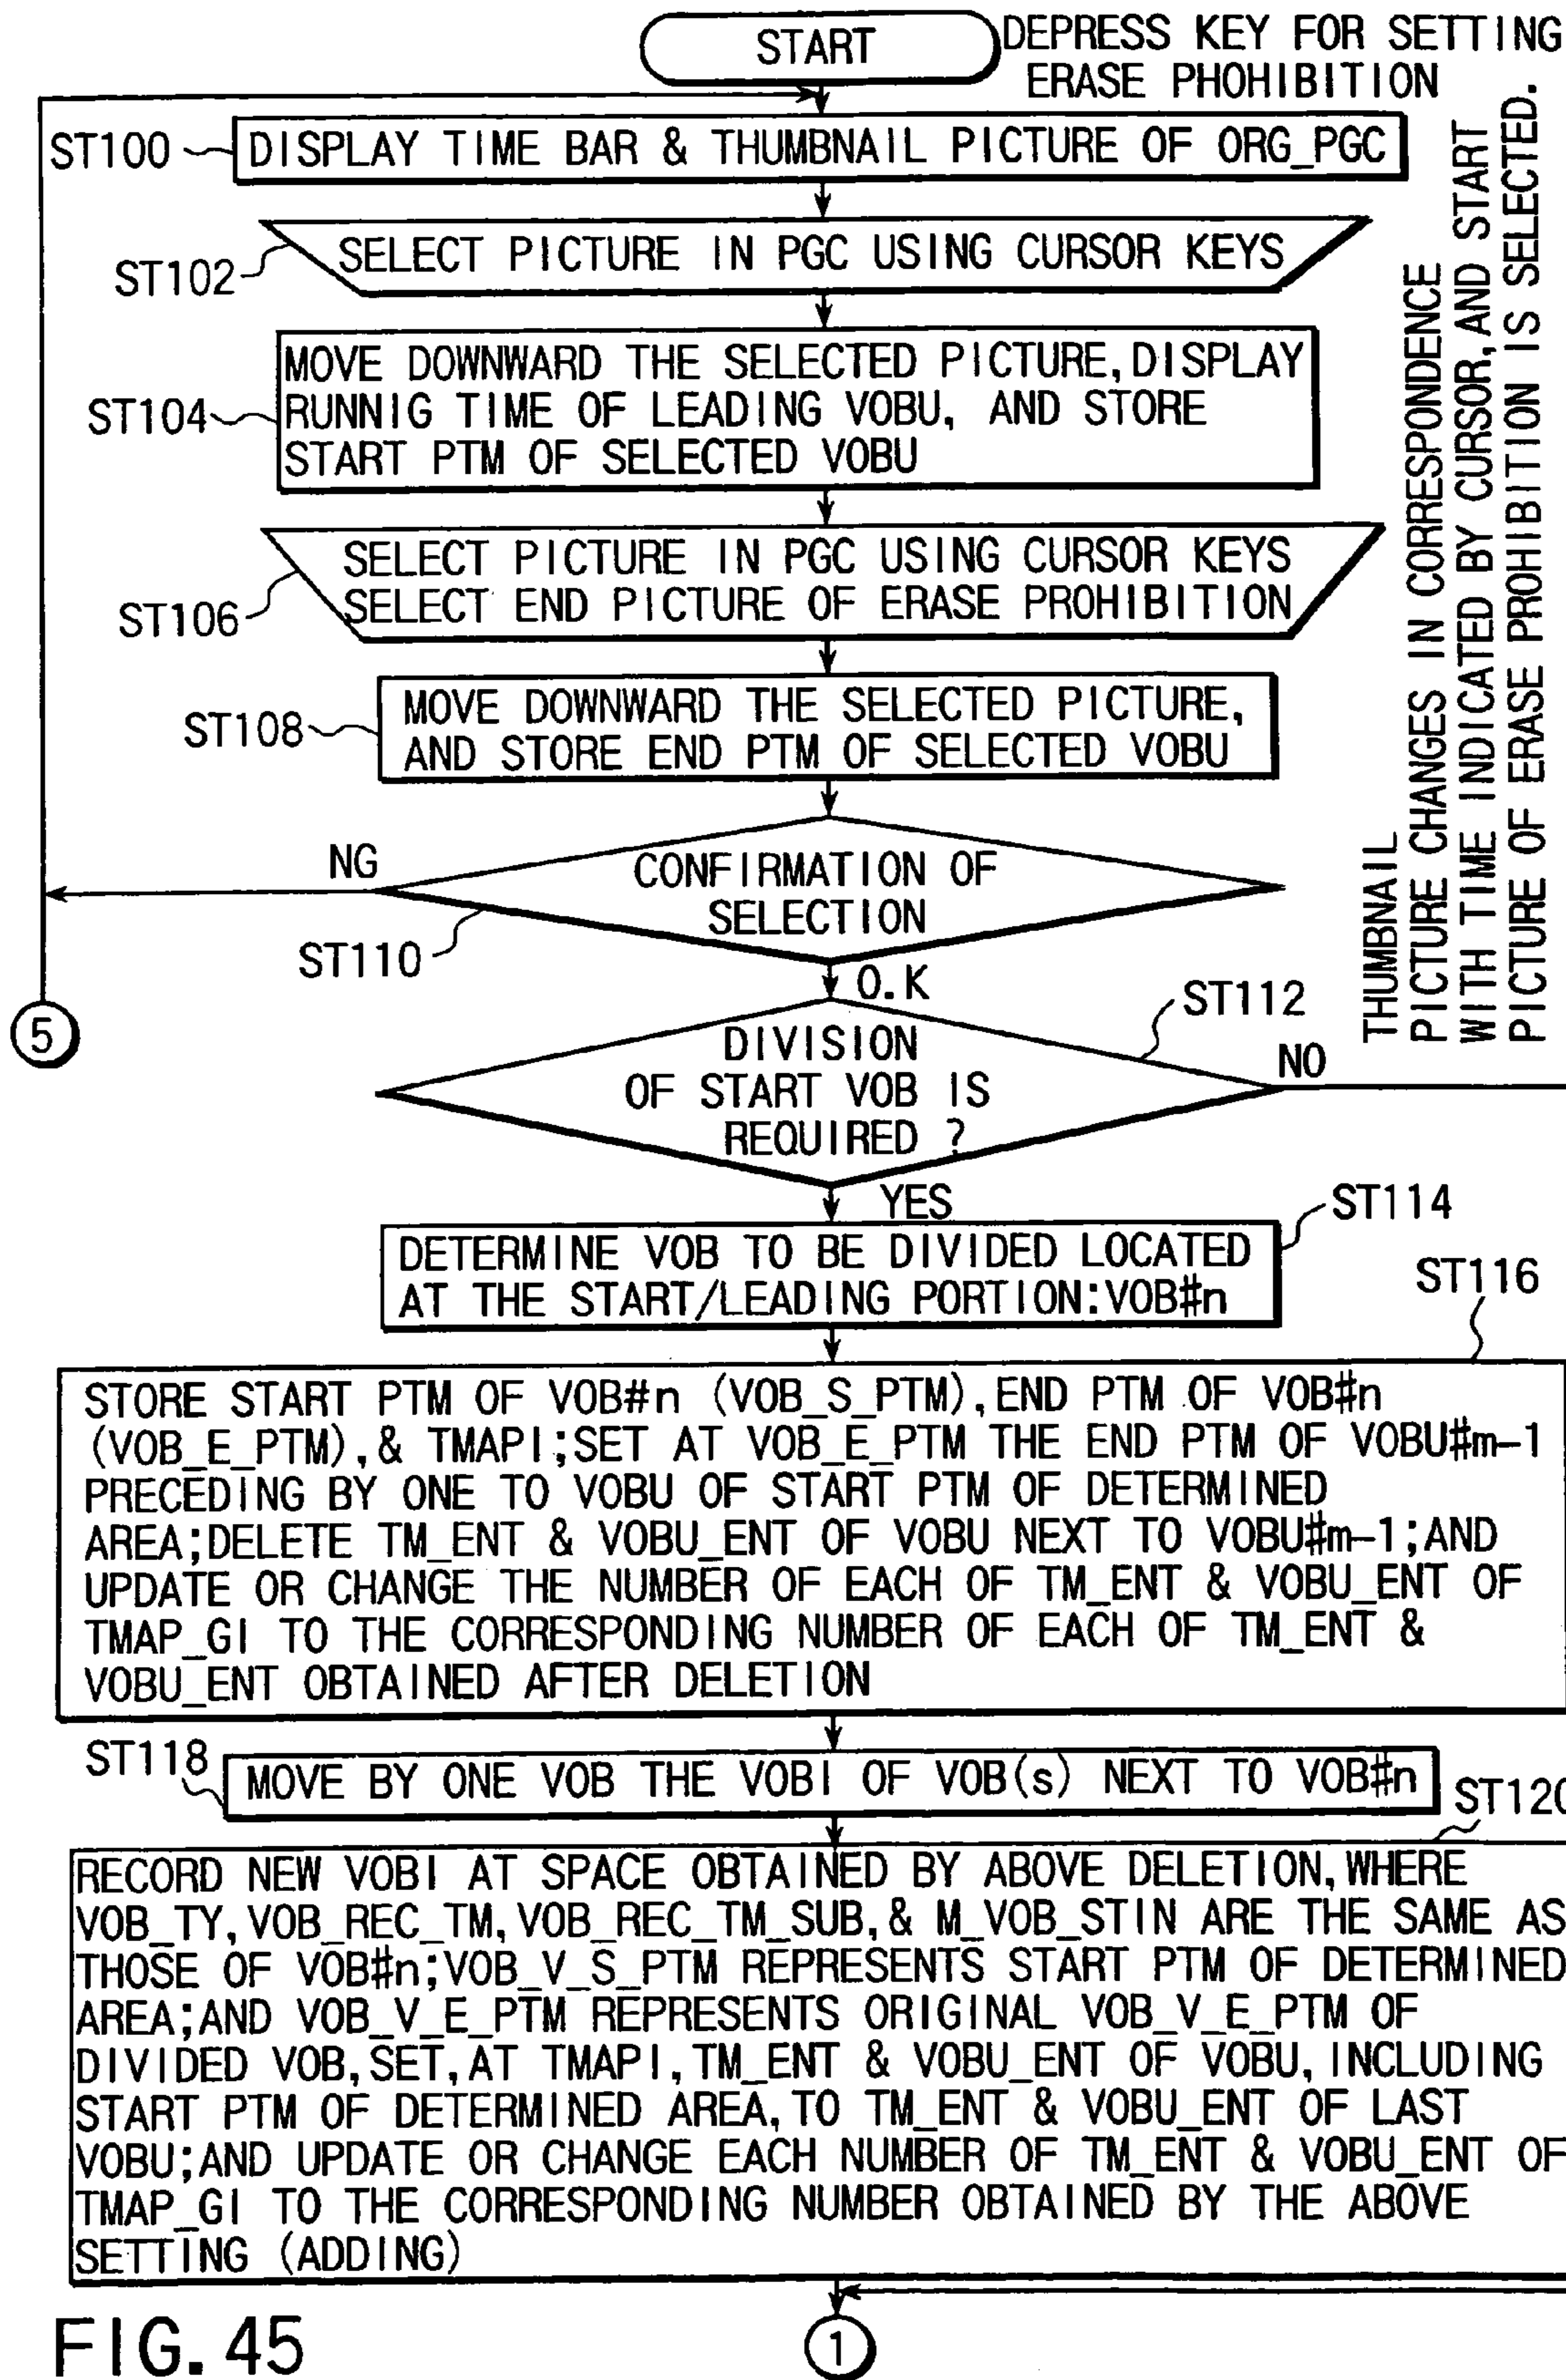 START
DEPRESS KEY FOR SETTING
ERASE PHOHIBITION
ST100
DISPLAY TIME BAR & THUMBNAIL PICTURE OF ORG_PGC
ST102
SELECT PICTURE IN PGC USING CURSOR KEYS
ST104
MOVE DOWNWARD THE SELECTED PICTURE, DISPLAY
RUNNIG TIME OF LEADING VOBU, AND STORE
START PTM OF SELECTED VOBU
ST106
SELECT PICTURE IN PGC USING CURSOR KEYS
SELECT END PICTURE OF ERASE PROHIBITION
ST108
MOVE DOWNWARD THE SELECTED PICTURE,
AND STORE END PTM OF SELECTED VOBU
THUMBNAIL
PICTURE CHANGES IN CORRESPONDENCE
WITH TIME INDICATED BY CURSOR, AND START
PICTURE OF ERASE PROHIBITION IS SELECTED.
NG
CONFIRMATION OF
SELECTION
ST110
O.K
5
ST112
DIVISION
OF START VOB IS
REQUIRED ?
NO
YES
ST114
DETERMINE VOB TO BE DIVIDED LOCATED
AT THE START/LEADING PORTION:VOB#n
ST116
STORE START PTM OF VOB#n (VOB_S_PTM), END PTM OF VOB#n
(VOB_E_PTM), & TMAPI; SET AT VOB_E_PTM THE END PTM OF VOBU#m-1
PRECEDING BY ONE TO VOBU OF START PTM OF DETERMINED
AREA; DELETE TM_ENT & VOBU_ENT OF VOBU NEXT TO VOBU#m-1; AND
UPDATE OR CHANGE THE NUMBER OF EACH OF TM_ENT & VOBU_ENT OF
TMAP_GI TO THE CORRESPONDING NUMBER OF EACH OF TM_ENT &
VOBU_ENT OBTAINED AFTER DELETION
ST118
MOVE BY ONE VOB THE VOBI OF VOB(s) NEXT TO VOB#n
ST120
RECORD NEW VOBI AT SPACE OBTAINED BY ABOVE DELETION, WHERE
VOB_TY, VOB_REC_TM, VOB_REC_TM_SUB, & M_VOB_STIN ARE THE SAME AS
THOSE OF VOB#n; VOB_V_S_PTM REPRESENTS START PTM OF DETERMINED
AREA; AND VOB_V_E_PTM REPRESENTS ORIGINAL VOB_V_E_PTM OF
DIVIDED VOB, SET, AT TMAPI, TM_ENT & VOBU_ENT OF VOBU, INCLUDING
START PTM OF DETERMINED AREA, TO TM_ENT & VOBU_ENT OF LAST
VOBU; AND UPDATE OR CHANGE EACH NUMBER OF TM_ENT & VOBU_ENT OF
TMAP_GI TO THE CORRESPONDING NUMBER OBTAINED BY THE ABOVE
SETTING (ADDING)
1
FIG. 45